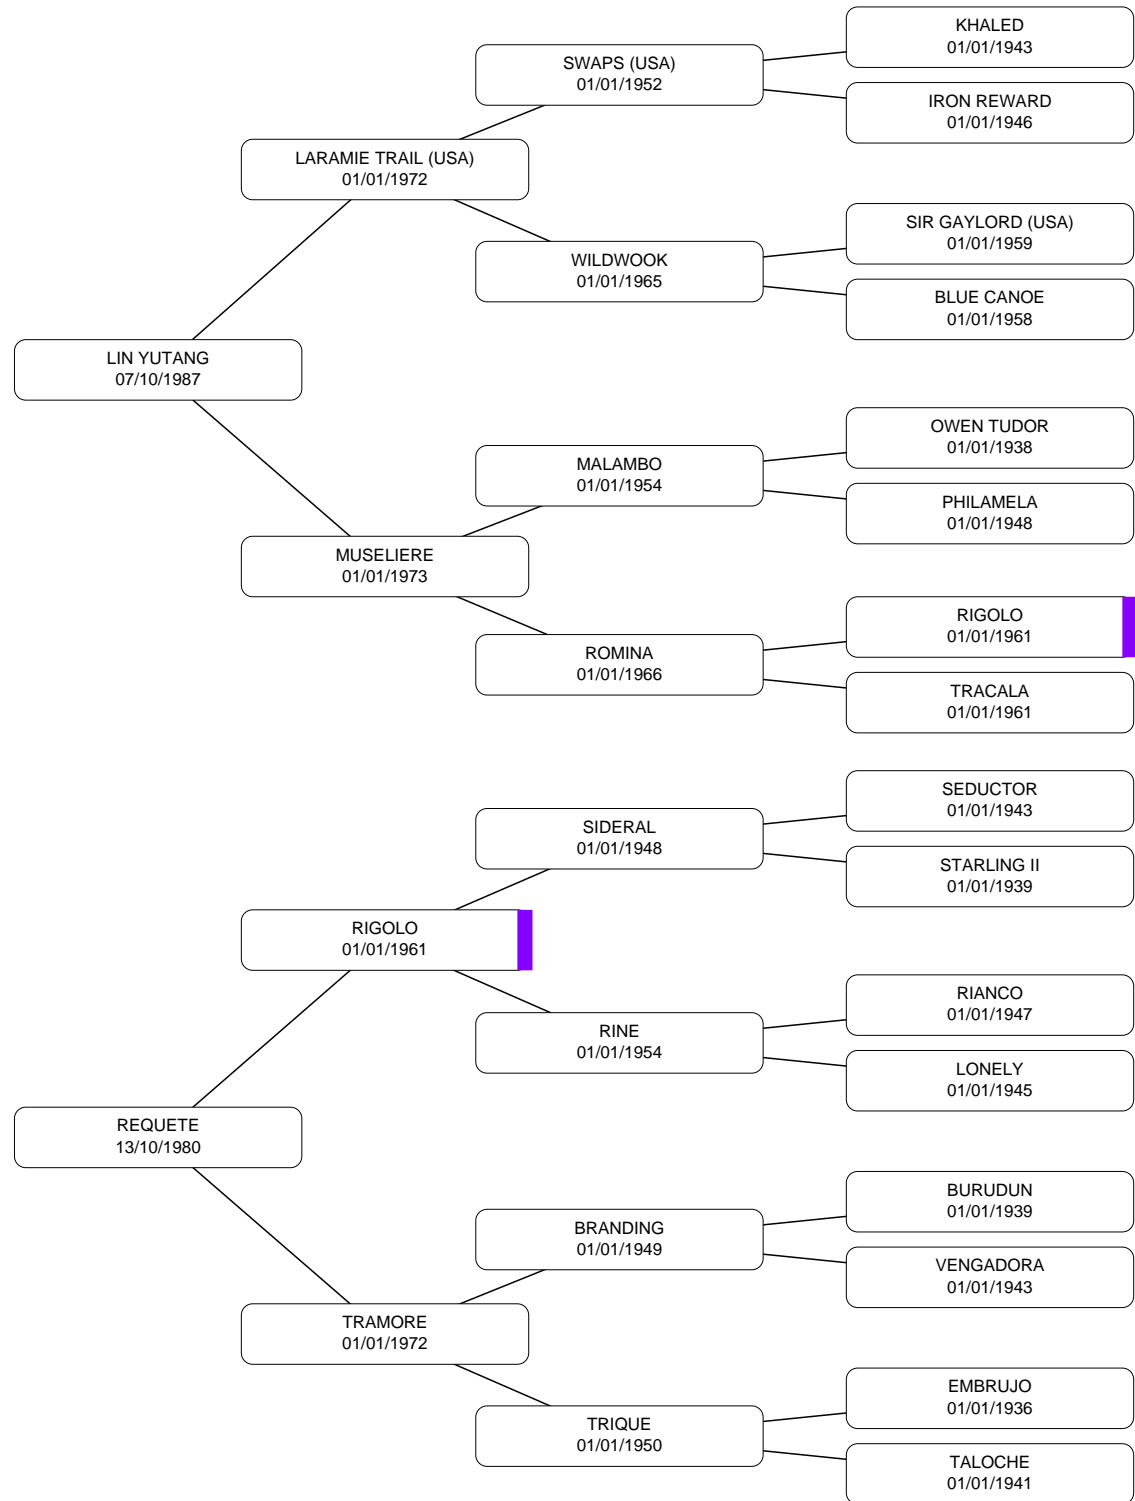 KHALED
01/01/1943
SWAPS (USA)
01/01/1952
IRON REWARD
01/01/1946
LARAMIE TRAIL (USA)
01/01/1972
SIR GAYLORD (USA)
01/01/1959
WILDWOOK
01/01/1965
BLUE CANOE
01/01/1958
LIN YUTANG
07/10/1987
OWEN TUDOR
01/01/1938
MALAMBO
01/01/1954
PHILAMELA
01/01/1948
MUSELIERE
01/01/1973
RIGOLO
01/01/1961
ROMINA
01/01/1966
TRACALA
01/01/1961
SEDUCTOR
01/01/1943
SIDERAL
01/01/1948
STARLING II
01/01/1939
RIGOLO
01/01/1961
RIANCO
01/01/1947
RINE
01/01/1954
LONELY
01/01/1945
REQUETE
13/10/1980
BURUDUN
01/01/1939
BRANDING
01/01/1949
VENGADORA
01/01/1943
TRAMORE
01/01/1972
EMBRUJO
01/01/1936
TRIQUE
01/01/1950
TALOCHE
01/01/1941